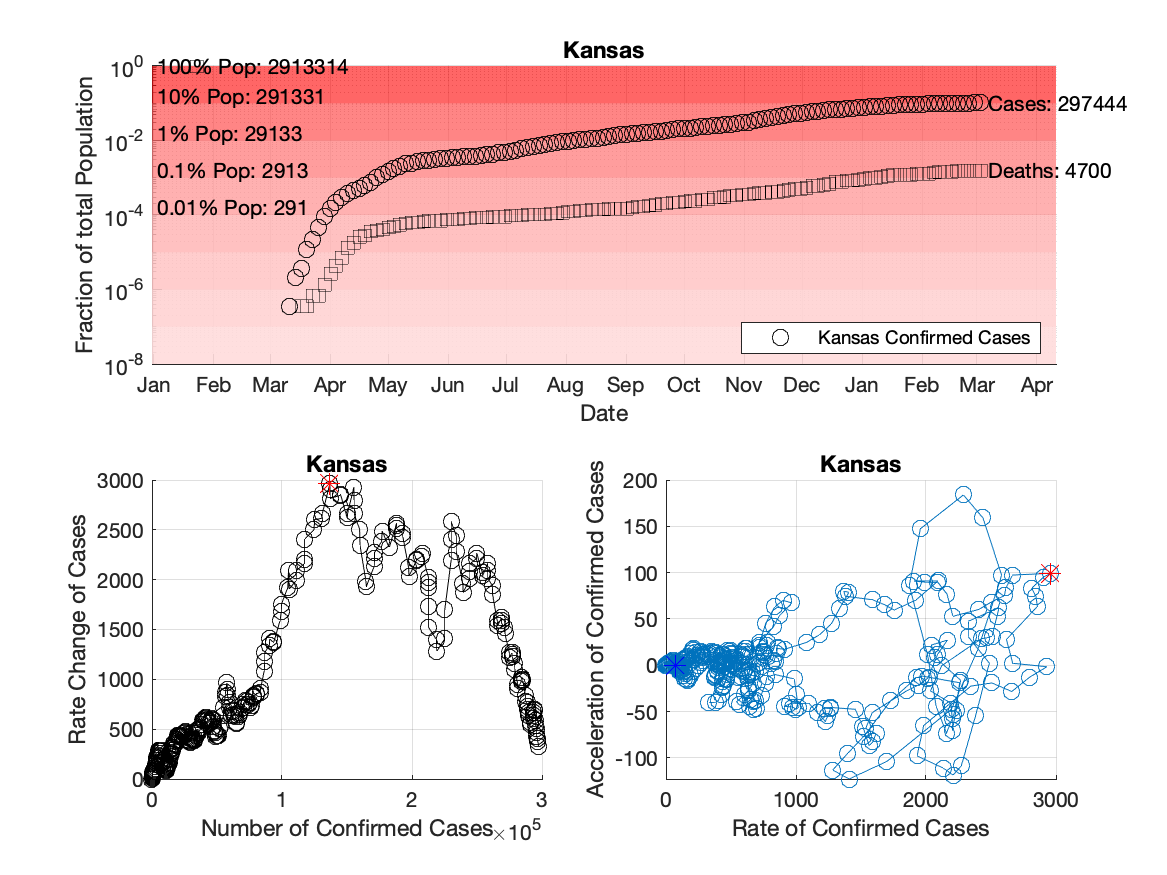 Kansas
10^0
10^-2
10^-4
10^-6
10^-8
Fraction of total Population
100% Pop: 2913314
10% Pop: 291331
1% Pop: 29133
0.1% Pop: 2913
0.01% Pop: 291
Cases: 297444
Deaths: 4700
Kansas Confirmed Cases
Jan Feb Mar Apr May Jun Jul Aug Sep Oct Nov Dec Jan Feb Mar Apr
Date
Kansas
3000
2500
2000
1500
1000
500
0
Rate Change of Cases
0 1 2 3
Number of Confirmed Cases ×10^5
Kansas
200
150
100
50
0
-50
-100
Acceleration of Confirmed Cases
0 1000 2000 3000
Rate of Confirmed Cases